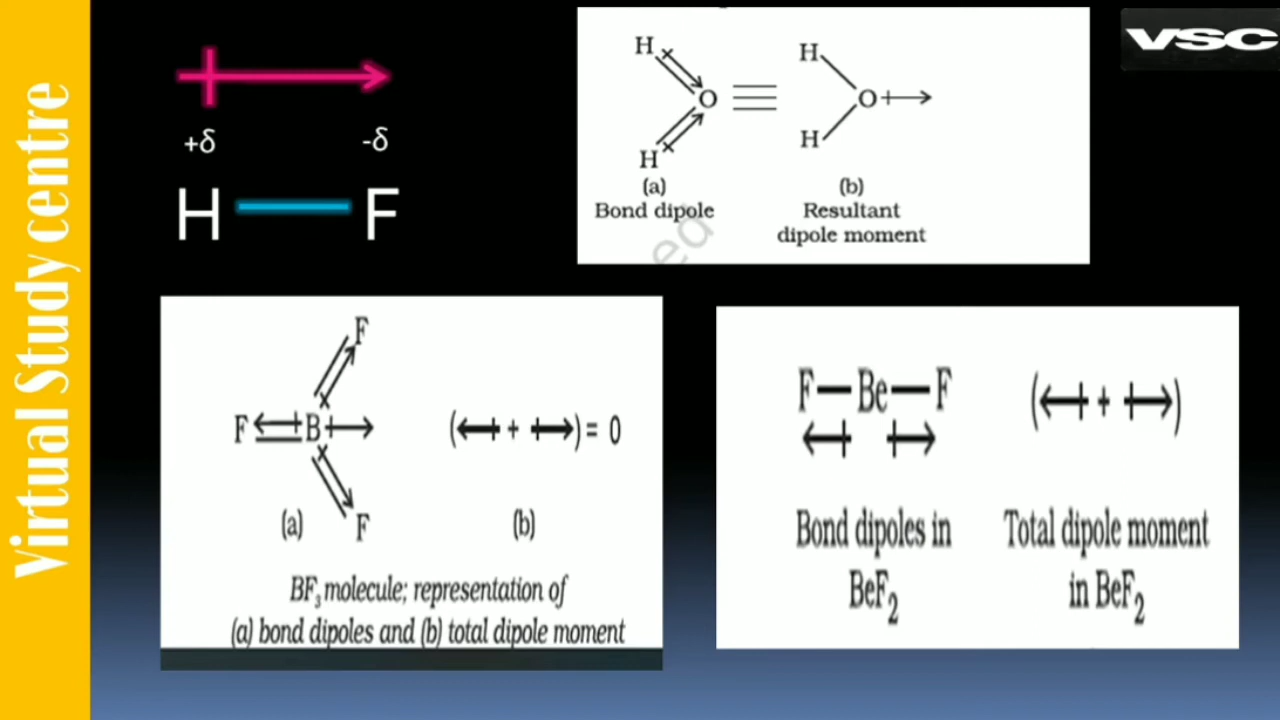 Virtual Study centre
VSC
+δ -δ
H F
H
O
H
(a)
Bond dipole
H
O
H
(b)
Resultant
dipole moment
ed
F
F B
F
(a)
( + ) = 0
(b)
BF3 molecule; representation of
(a) bond dipoles and (b) total dipole moment
F—Be—F
Bond dipoles in
BeF2
( + )
Total dipole moment
in BeF2